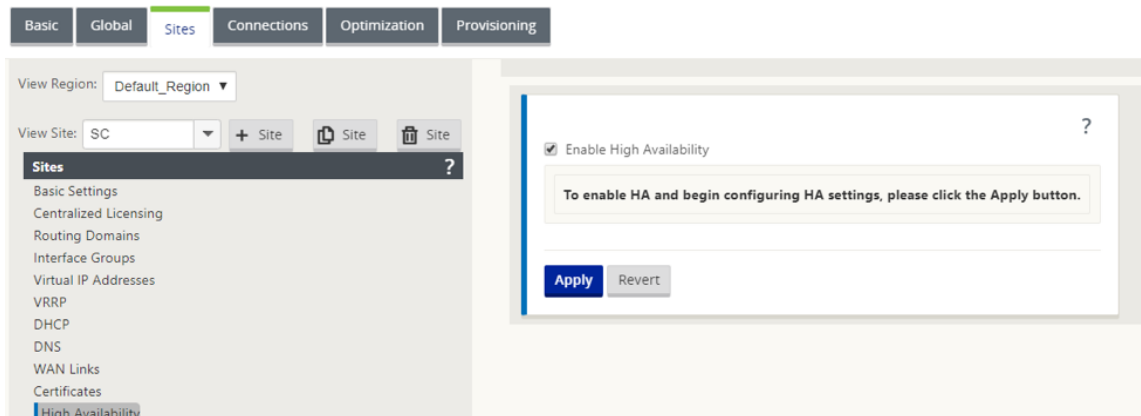 Basic Global Sites Connections Optimization Provisioning
View Region: Default_Region
View Site: SC + Site Site Site
Sites ?
Basic Settings
Centralized Licensing
Routing Domains
Interface Groups
Virtual IP Addresses
VRRP
DHCP
DNS
WAN Links
Certificates
High Availability
?
Enable High Availability
To enable HA and begin configuring HA settings, please click the Apply button.
Apply Revert